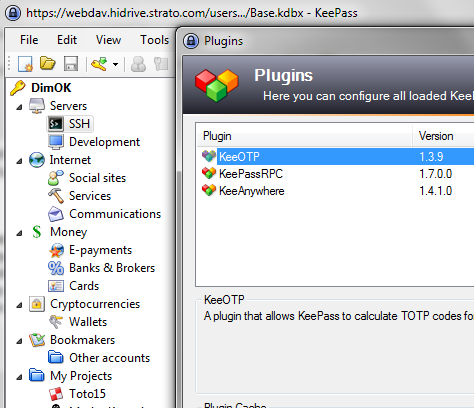 https://webdav.hidrive.strato.com/users.../Base.kdbx - KeePass
File Edit View Tools
DimOK
Servers
SSH
Development
Internet
Social sites
Services
Communications
Money
E-payments
Banks & Brokers
Cards
Cryptocurrencies
Wallets
Bookmakers
Other accounts
My Projects
Toto15
Plugins
Plugins
Here you can configure all loaded Kee
Plugin Version
KeeOTP 1.3.9
KeePassRPC 1.7.0.0
KeeAnywhere 1.4.1.0
KeeOTP
A plugin that allows KeePass to calculate TOTP codes fo
Plugin Cache